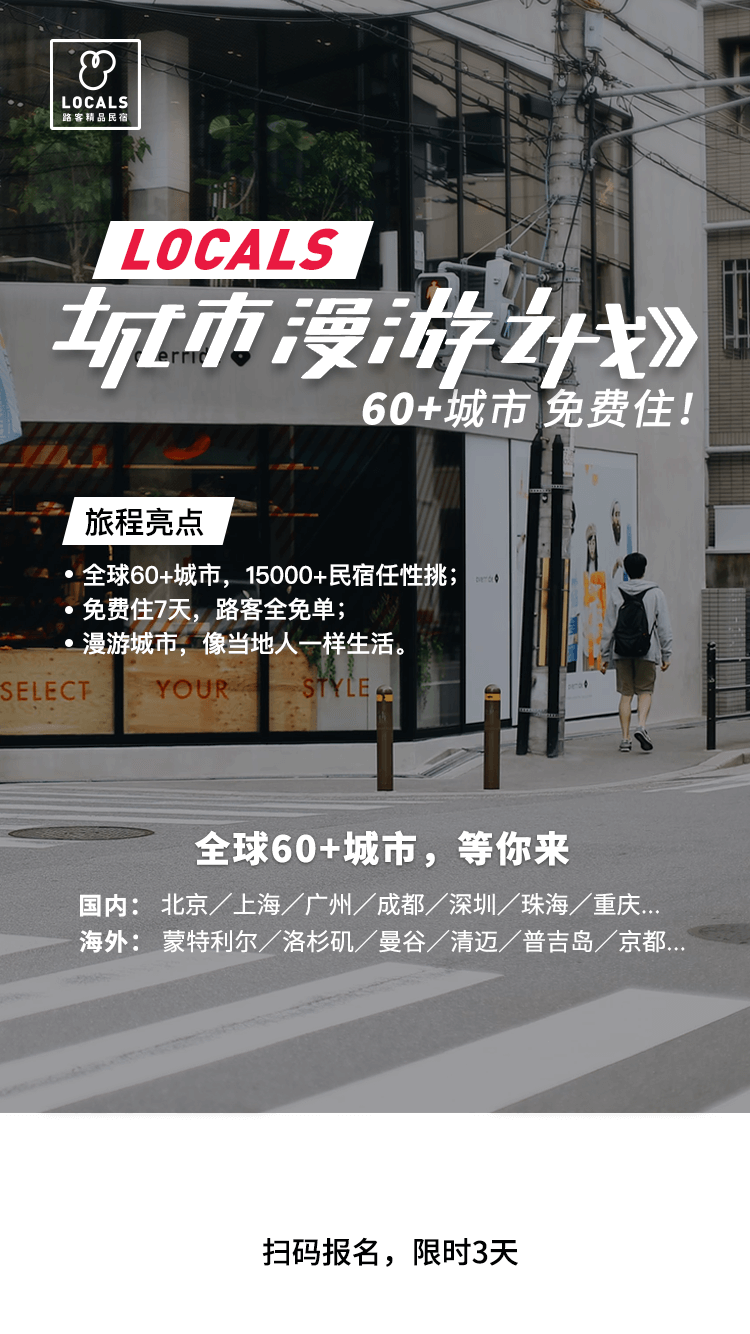 LOCALS
路客精品民宿
LOCALS
城市漫游计划》
60+城市 免费住！
旅程亮点
• 全球60+城市，15000+民宿任性挑；
• 免费住7天，路客全免单；
• 漫游城市，像当地人一样生活。
SELECT YOUR STYLE
全球60+城市，等你来
国内： 北京／上海／广州／成都／深圳／珠海／重庆...
海外： 蒙特利尔／洛杉矶／曼谷／清迈／普吉岛／京都...
扫码报名，限时3天